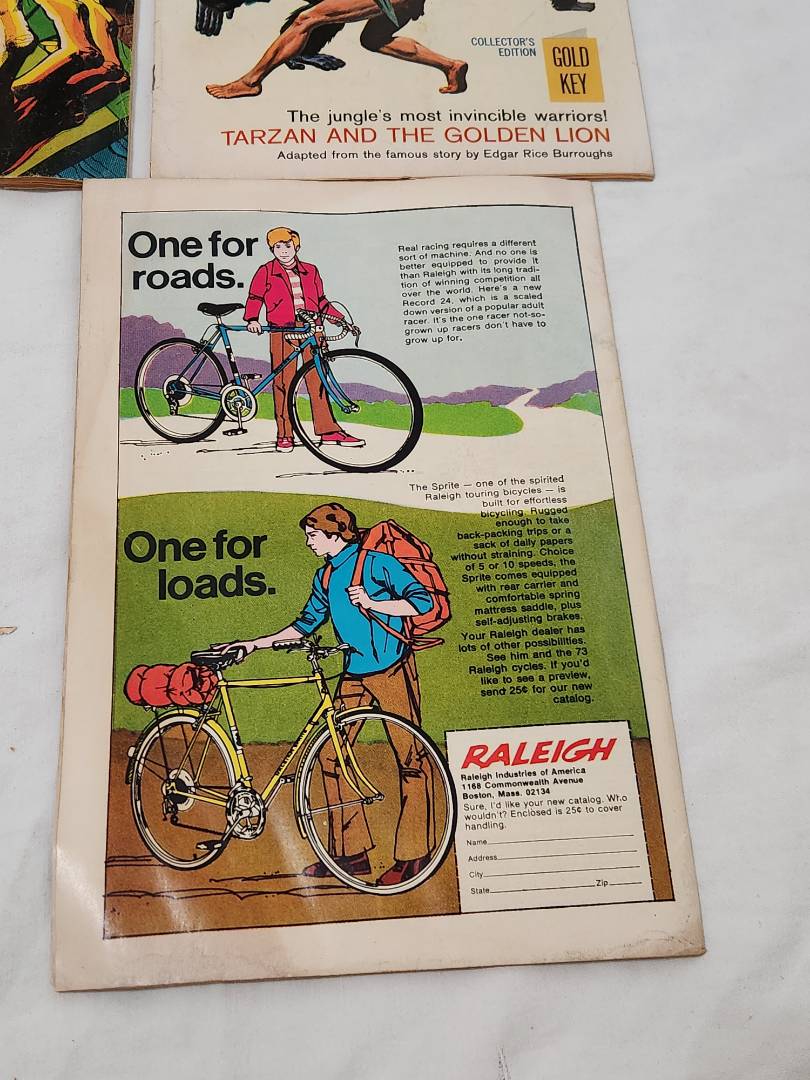 COLLECTOR'S
EDITION
GOLD
KEY
The jungle's most invincible warriors!
TARZAN AND THE GOLDEN LION
Adapted from the famous story by Edgar Rice Burroughs
One for
roads.
Real racing requires a different
sort of machine. And no one is
better equipped to provide it
than Raleigh with its long tradi-
tion of winning competition all
over the world. Here's a new
Record 24, which is a scaled
down version of a popular adult
racer. It's the one racer not-so-
grown up racers don't have to
grow up for.
The Sprite — one of the spirited
Raleigh touring bicycles — is
built for effortless
bicycling. Rugged
enough to take
back-packing trips or a
sack of daily papers
without straining. Choice
of 5 or 10 speeds, the
Sprite comes equipped
with rear carrier and
comfortable spring
mattress saddle, plus
self-adjusting brakes.
Your Raleigh dealer has
lots of other possibilities.
See him and the 73
Raleigh cycles. If you'd
like to see a preview,
send 25¢ for our new
catalog.
One for
loads.
RALEIGH
Raleigh Industries of America
1168 Commonwealth Avenue
Boston, Mass. 02134
Sure, I'd like your new catalog. Who
wouldn't? Enclosed is 25¢ to cover
handling.
Name
Address
City
State Zip